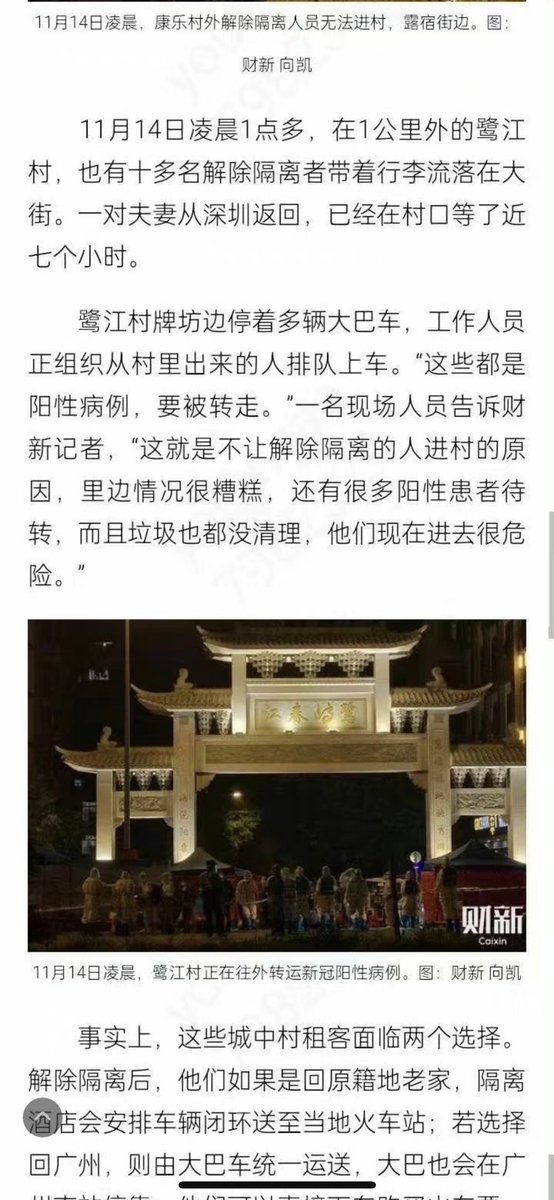 11月14日凌晨，康乐村外解除隔离人员无法进村，露宿街边。图：
财新 向凯
11月14日凌晨1点多，在1公里外的鹭江
村，也有十多名解除隔离者带着行李流落在大
街。一对夫妻从深圳返回，已经在村口等了近
七个小时。
鹭江村牌坊边停着多辆大巴车，工作人员
正组织从村里出来的人排队上车。“这些都是
阳性病例，要被转走。”一名现场人员告诉财
新记者，“这就是不让解除隔离的人进村的原
因，里边情况很糟糕，还有很多阳性患者待
转，而且垃圾也都没清理，他们现在进去很危
险。”
江春鹭
财新
Caixin
11月14日凌晨，鹭江村正在往外转运新冠阳性病例。图：财新 向凯
事实上，这些城中村租客面临两个选择。
解除隔离后，他们如果是回原籍地老家，隔离
酒店会安排车辆闭环送至当地火车站；若选择
回广州，则由大巴车统一运送，大巴也会在广